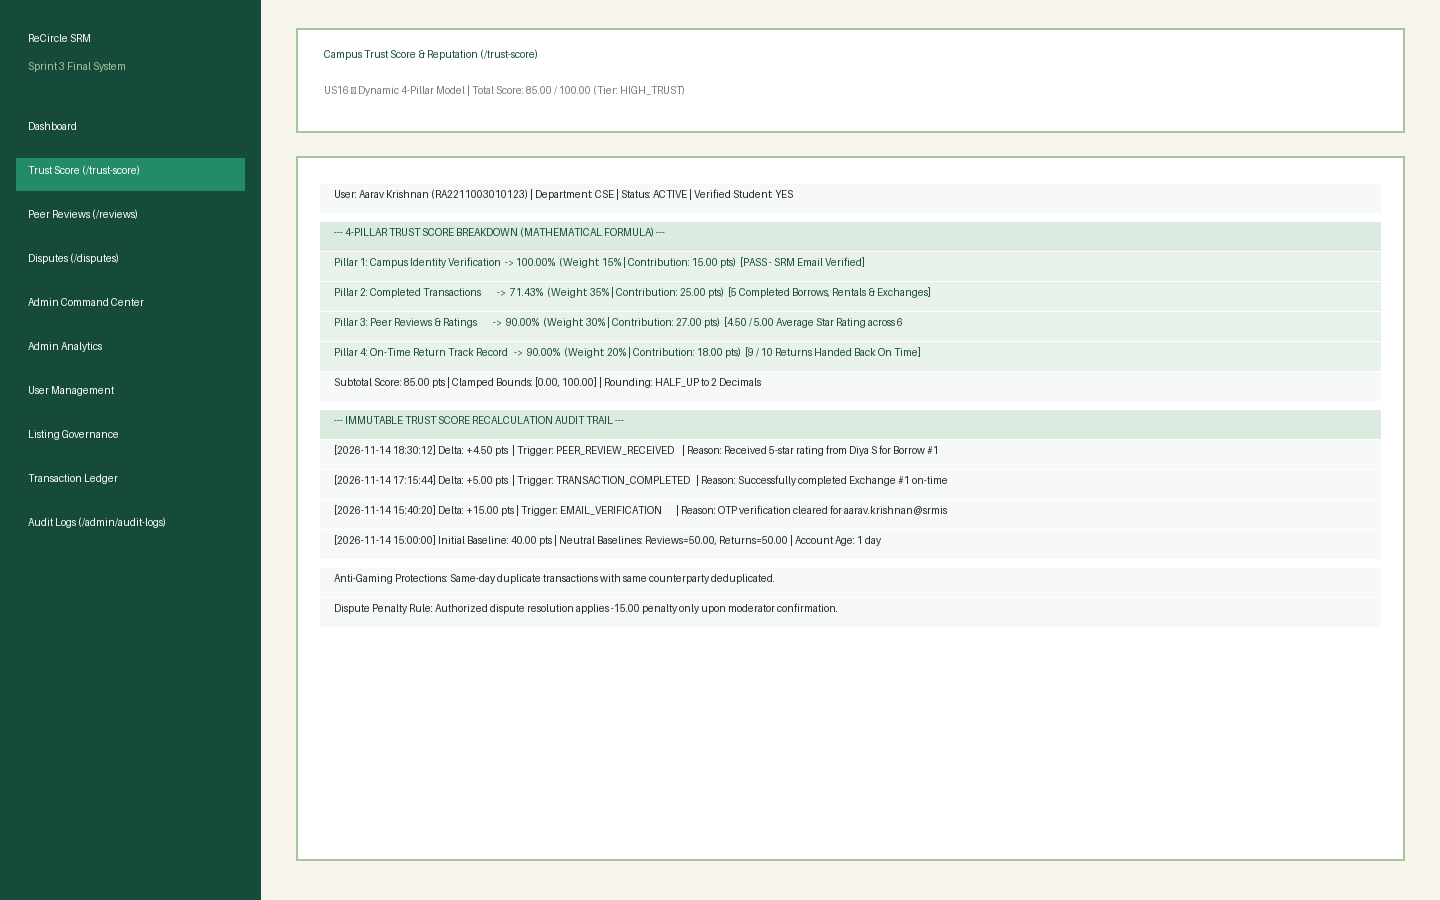 ReCircle SRM
Sprint 3 Final System
Dashboard
Trust Score (/trust-score)
Peer Reviews (/reviews)
Disputes (/disputes)
Admin Command Center
Admin Analytics
User Management
Listing Governance
Transaction Ledger
Audit Logs (/admin/audit-logs)
Campus Trust Score & Reputation (/trust-score)
US16 Dynamic 4-Pillar Model | Total Score: 85.00 / 100.00 (Tier: HIGH_TRUST)
User: Aarav Krishnan (RA2211003010123) | Department: CSE | Status: ACTIVE | Verified Student: YES
--- 4-PILLAR TRUST SCORE BREAKDOWN (MATHEMATICAL FORMULA) ---
Pillar 1: Campus Identity Verification -> 100.00% (Weight: 15% | Contribution: 15.00 pts) [PASS - SRM Email Verified]
Pillar 2: Completed Transactions -> 71.43% (Weight: 35% | Contribution: 25.00 pts) [5 Completed Borrows, Rentals & Exchanges]
Pillar 3: Peer Reviews & Ratings -> 90.00% (Weight: 30% | Contribution: 27.00 pts) [4.50 / 5.00 Average Star Rating across 6
Pillar 4: On-Time Return Track Record -> 90.00% (Weight: 20% | Contribution: 18.00 pts) [9 / 10 Returns Handed Back On Time]
Subtotal Score: 85.00 pts | Clamped Bounds: [0.00, 100.00] | Rounding: HALF_UP to 2 Decimals
--- IMMUTABLE TRUST SCORE RECALCULATION AUDIT TRAIL ---
[2026-11-14 18:30:12] Delta: +4.50 pts | Trigger: PEER_REVIEW_RECEIVED | Reason: Received 5-star rating from Diya S for Borrow #1
[2026-11-14 17:15:44] Delta: +5.00 pts | Trigger: TRANSACTION_COMPLETED | Reason: Successfully completed Exchange #1 on-time
[2026-11-14 15:40:20] Delta: +15.00 pts | Trigger: EMAIL_VERIFICATION | Reason: OTP verification cleared for aarav.krishnan@srmis
[2026-11-14 15:00:00] Initial Baseline: 40.00 pts | Neutral Baselines: Reviews=50.00, Returns=50.00 | Account Age: 1 day
Anti-Gaming Protections: Same-day duplicate transactions with same counterparty deduplicated.
Dispute Penalty Rule: Authorized dispute resolution applies -15.00 penalty only upon moderator confirmation.